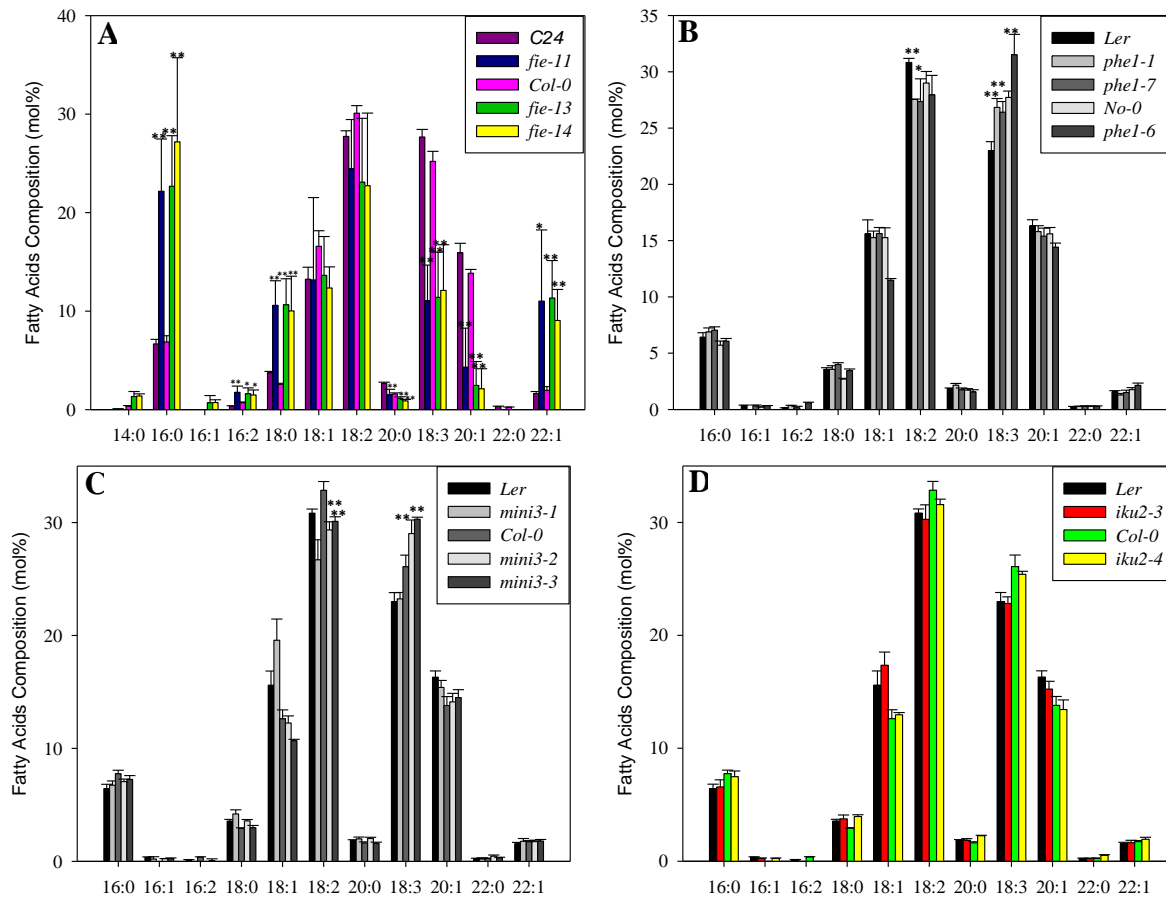 A
Fatty Acids Composition (mol%)
40
30
20
10
0
C24
fie-11
Col-0
fie-13
fie-14
** ** ** * * ** ** ** ** ** ** ** ** ** ** ** ** ** ** * ** **
14:0 16:0 16:1 16:2 18:0 18:1 18:2 20:0 18:3 20:1 22:0 22:1
B
Fatty Acids Composition (mol%)
35
30
25
20
15
10
5
0
Ler
phe1-1
phe1-7
No-0
phe1-6
** * ** ** **
16:0 16:1 16:2 18:0 18:1 18:2 20:0 18:3 20:1 22:0 22:1
C
Fatty Acids Composition (mol%)
30
20
10
0
Ler
mini3-1
Col-0
mini3-2
mini3-3
** ** ** **
16:0 16:1 16:2 18:0 18:1 18:2 20:0 18:3 20:1 22:0 22:1
D
Fatty Acids Composition (mol%)
30
20
10
0
Ler
iku2-3
Col-0
iku2-4
16:0 16:1 16:2 18:0 18:1 18:2 20:0 18:3 20:1 22:0 22:1